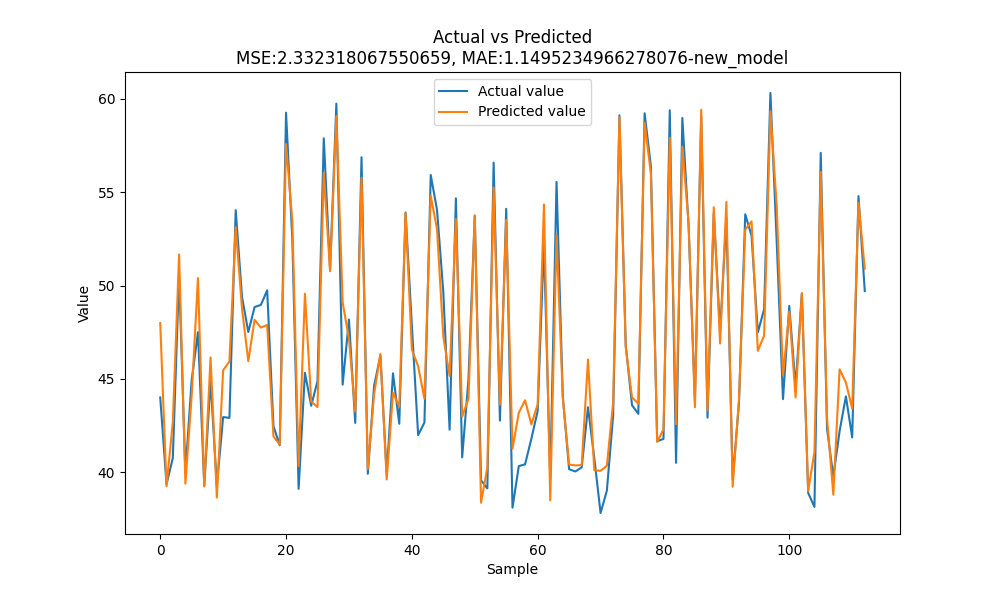 Actual vs Predicted
MSE:2.332318067550659, MAE:1.1495234966278076-new_model
Actual value
Predicted value
60
55
50
45
40
Value
0 20 40 60 80 100
Sample